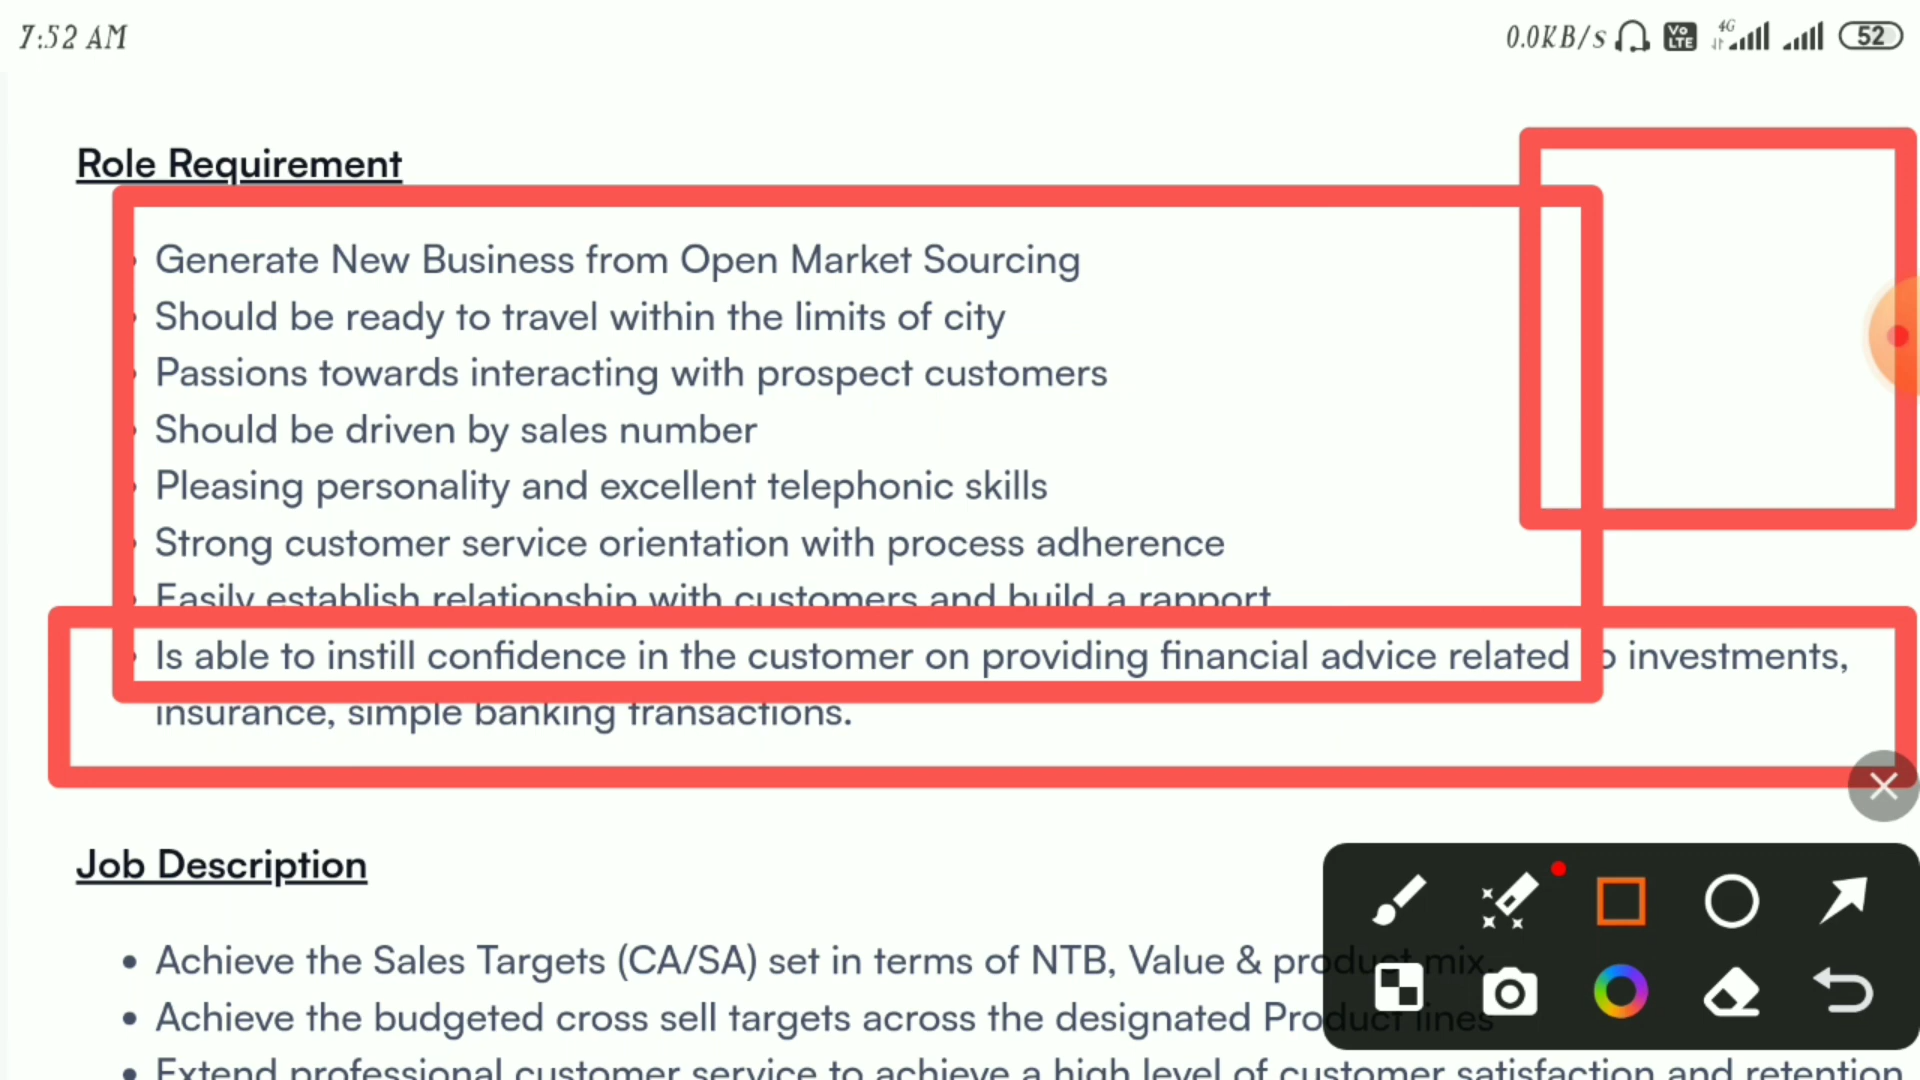 7:52 AM
0.0KB/s
Vo LTE
4G
52
Role Requirement
Generate New Business from Open Market Sourcing
Should be ready to travel within the limits of city
Passions towards interacting with prospect customers
Should be driven by sales number
Pleasing personality and excellent telephonic skills
Strong customer service orientation with process adherence
Easily establish relationship with customers and build a rapport
Is able to instill confidence in the customer on providing financial advice related investments,
insurance, simple banking transactions.
Job Description
• Achieve the Sales Targets (CA/SA) set in terms of NTB, Value & product mix.
• Achieve the budgeted cross sell targets across the designated Product lines
• Extend professional customer service to achieve a high level of customer satisfaction and retention